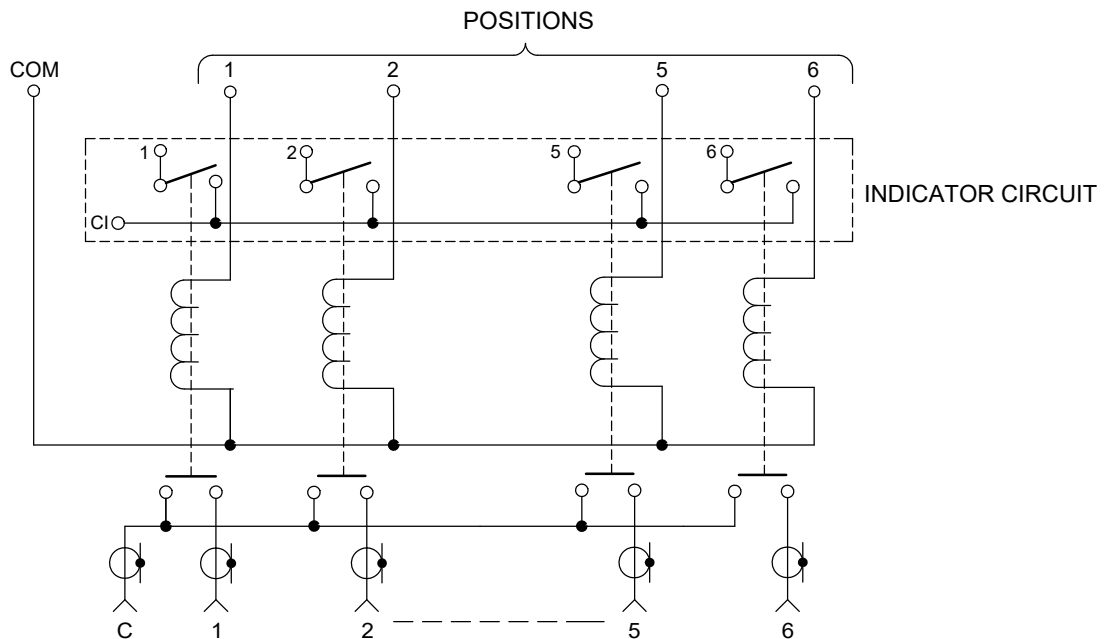 POSITIONS
COM 1 2 5 6
1 2 5 6
INDICATOR CIRCUIT
CI
C 1 2 5 6